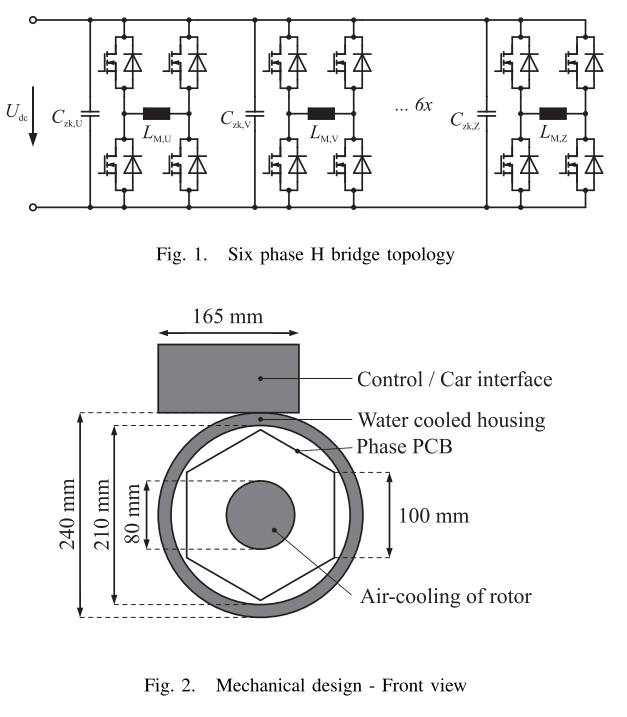 U_dc
C_zk,U
L_M,U
C_zk,V
L_M,V
... 6x
C_zk,Z
L_M,Z
Fig. 1. Six phase H bridge topology
165 mm
Control / Car interface
Water cooled housing
Phase PCB
240 mm
210 mm
80 mm
100 mm
Air-cooling of rotor
Fig. 2. Mechanical design - Front view